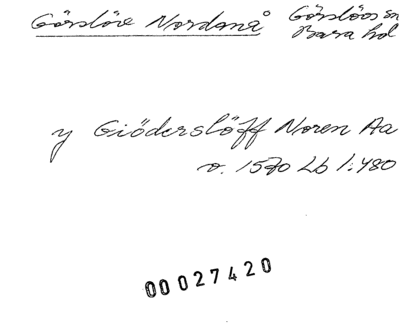 Görslöv Nordanå Görslövs sn
Bara hd
y Giöderslöff Noren Aa
v. 1570 Lb 1:480
00027420